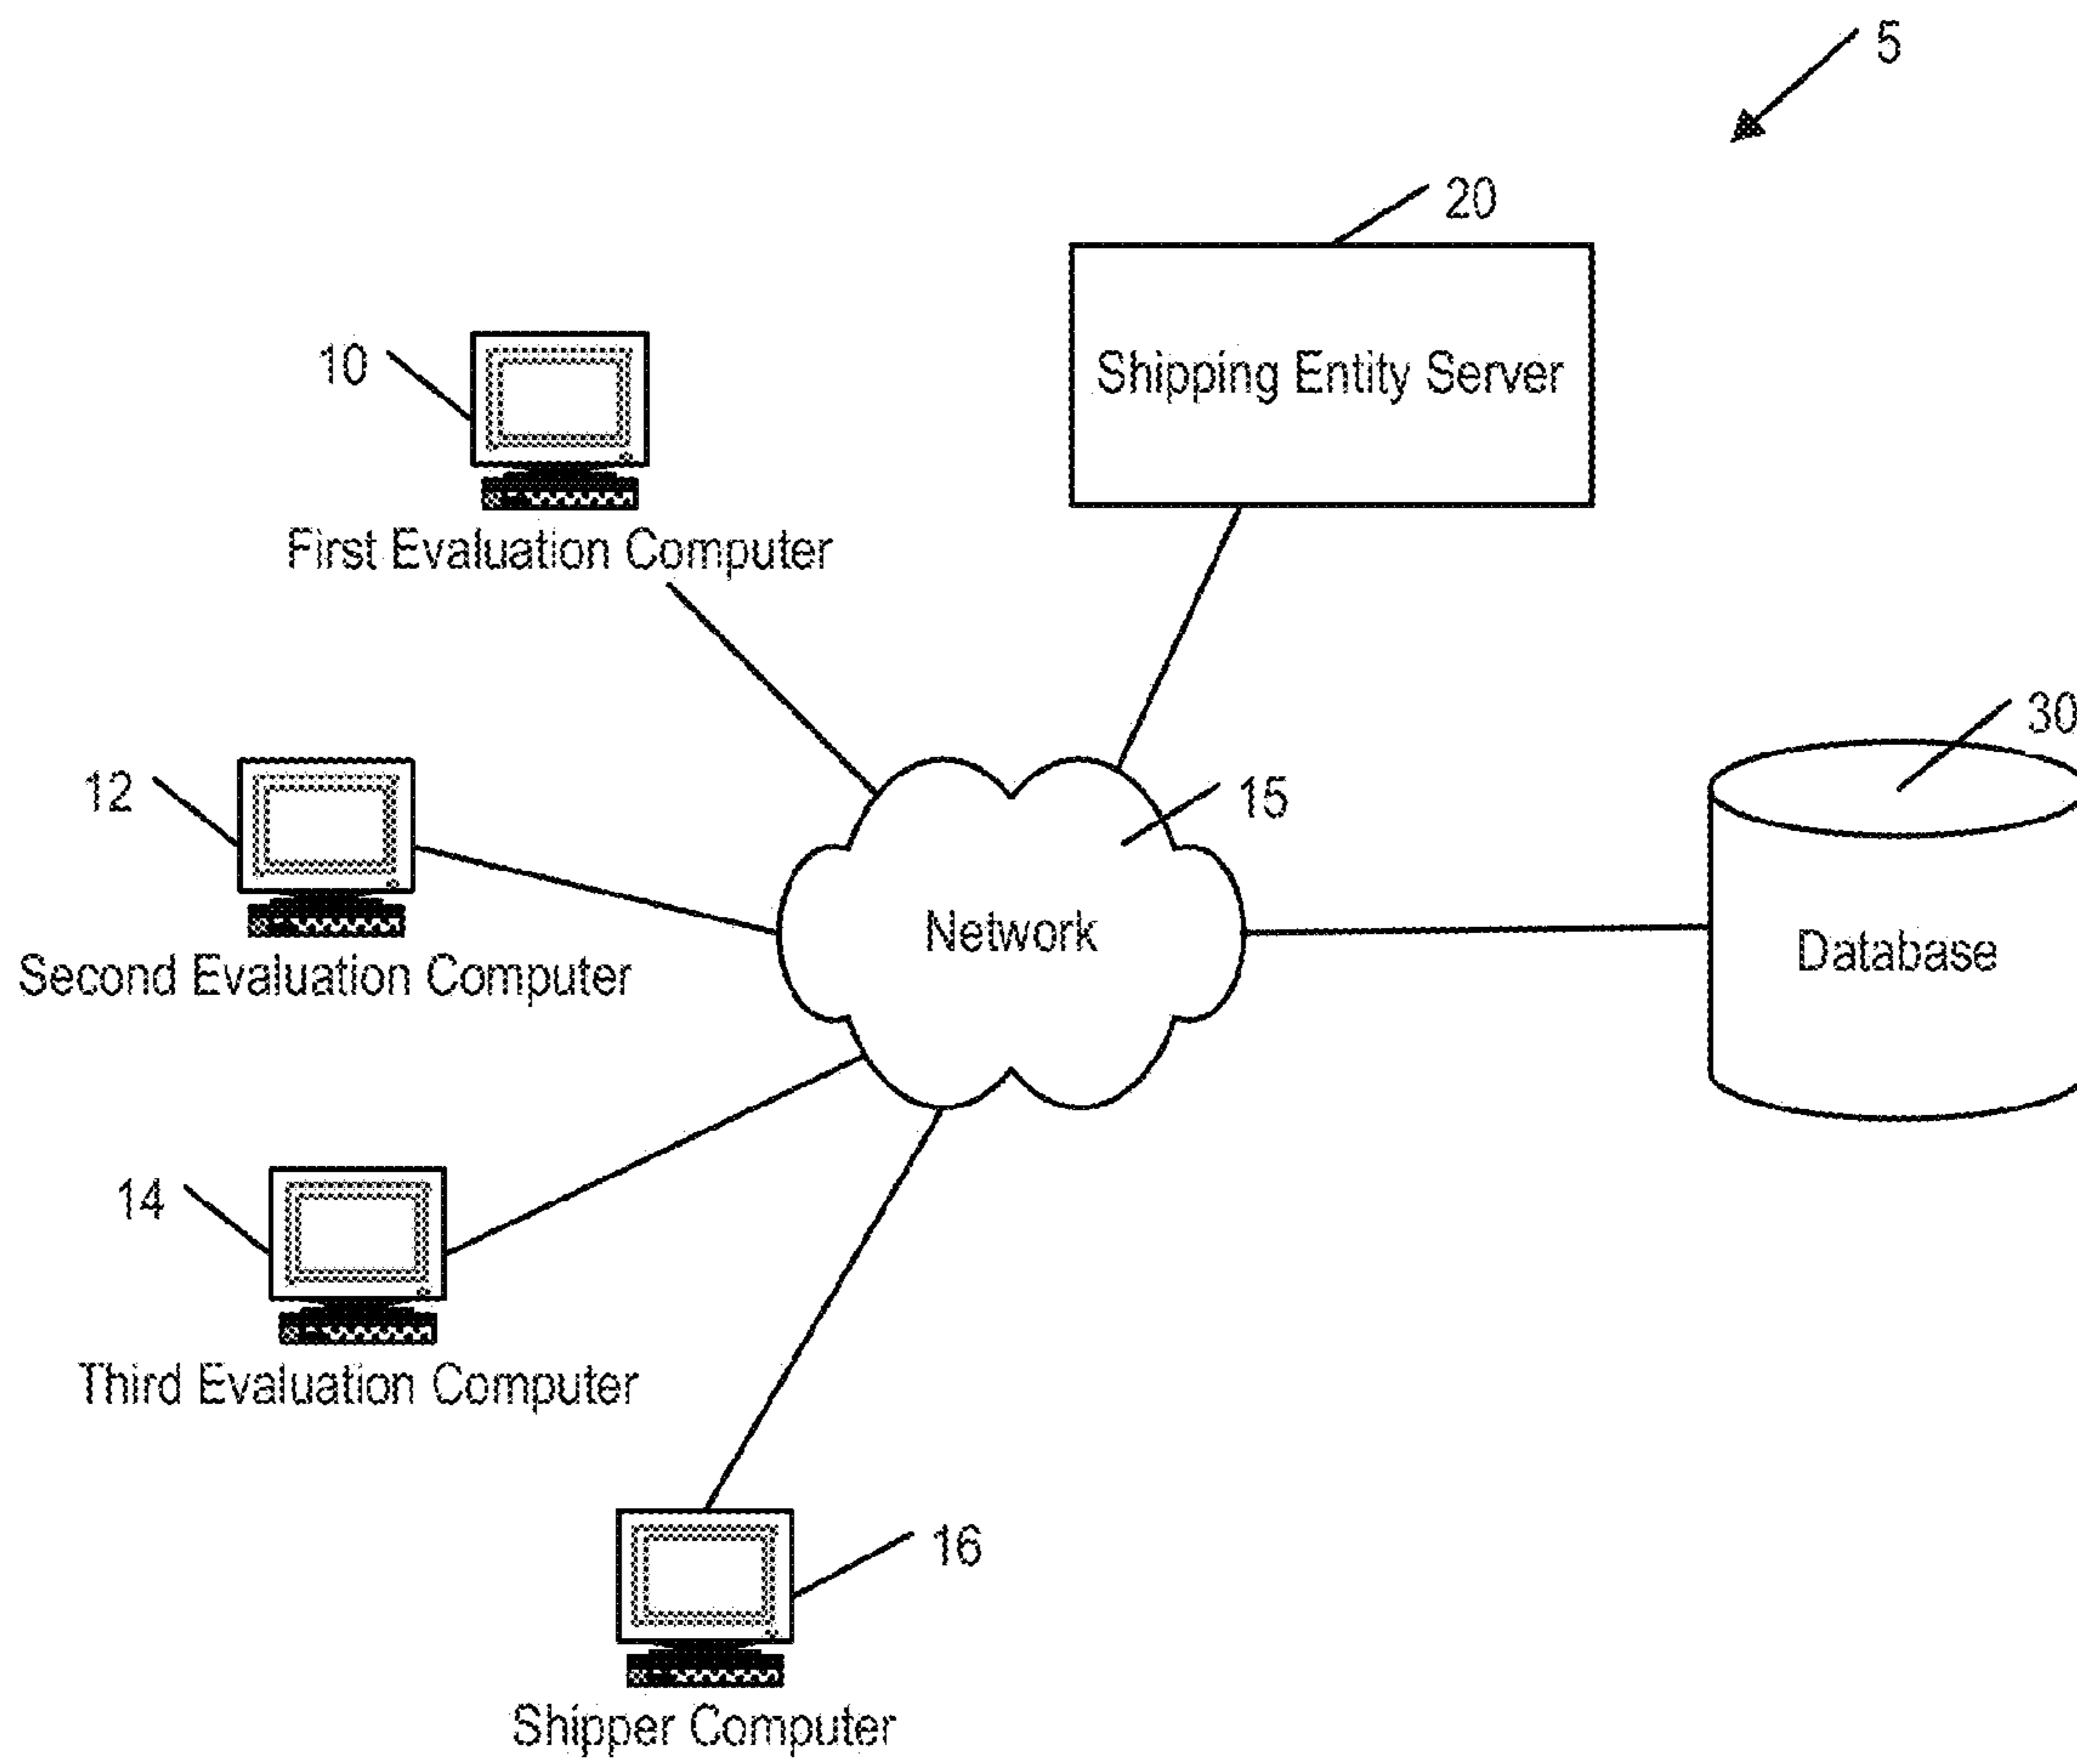 5
20
Shipping Entity Server
10
First Evaluation Computer
30
12
15
Network
Database
Second Evaluation Computer
14
Third Evaluation Computer
16
Shipper Computer